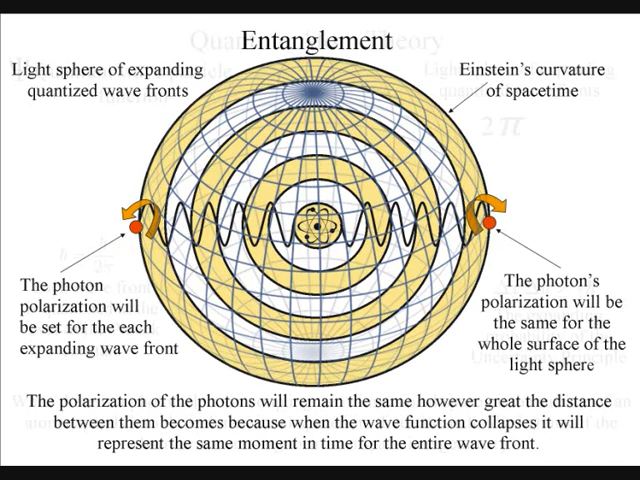 Entanglement
Light sphere of expanding
quantized wave fronts
Einstein's curvature
of spacetime
2π
The photon
polarization will
be set for the each
expanding wave front
The photon's
polarization will be
the same for the
whole surface of the
light sphere
The polarization of the photons will remain the same however great the distance
between them becomes because when the wave function collapses it will
represent the same moment in time for the entire wave front.